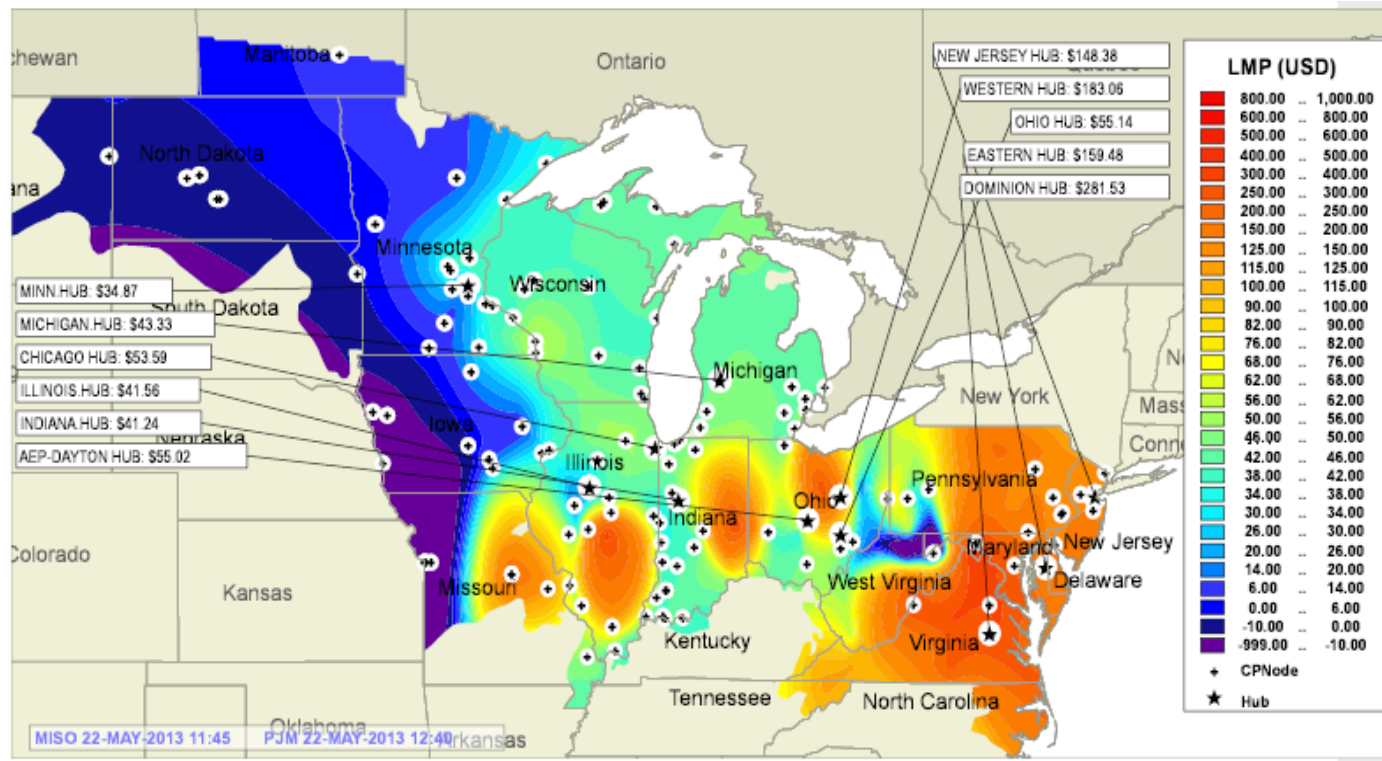 chewan
Manitoba
Ontario
Quebec
NEW JERSEY HUB: $148.38
WESTERN HUB: $183.06
OHIO HUB: $55.14
EASTERN HUB: $159.48
DOMINION HUB: $281.53
North Dakota
ana
Minnesota
Wisconsin
South Dakota
MINN.HUB: $34.87
MICHIGAN.HUB: $43.33
CHICAGO HUB: $53.59
ILLINOIS.HUB: $41.56
INDIANA.HUB: $41.24
AEP-DAYTON HUB: $55.02
Michigan
New York
Ne
Mass
Conne
Iowa
Nebraska
Illinois
Indiana
Ohio
Pennsylvania
Colorado
Kansas
Missouri
Maryland
New Jersey
Delaware
West Virginia
Kentucky
Virginia
Tennessee
North Carolina
Oklahoma
Arkansas
MISO 22-MAY-2013 11:45 PJM 22-MAY-2013 12:40
LMP (USD)
800.00 .. 1,000.00
600.00 .. 800.00
500.00 .. 600.00
400.00 .. 500.00
300.00 .. 400.00
250.00 .. 300.00
200.00 .. 250.00
150.00 .. 200.00
125.00 .. 150.00
115.00 .. 125.00
100.00 .. 115.00
90.00 .. 100.00
82.00 .. 90.00
76.00 .. 82.00
68.00 .. 76.00
62.00 .. 68.00
56.00 .. 62.00
50.00 .. 56.00
46.00 .. 50.00
42.00 .. 46.00
38.00 .. 42.00
34.00 .. 38.00
30.00 .. 34.00
26.00 .. 30.00
20.00 .. 26.00
14.00 .. 20.00
6.00 .. 14.00
0.00 .. 6.00
-10.00 .. 0.00
-999.00 .. -10.00
CPNode
Hub